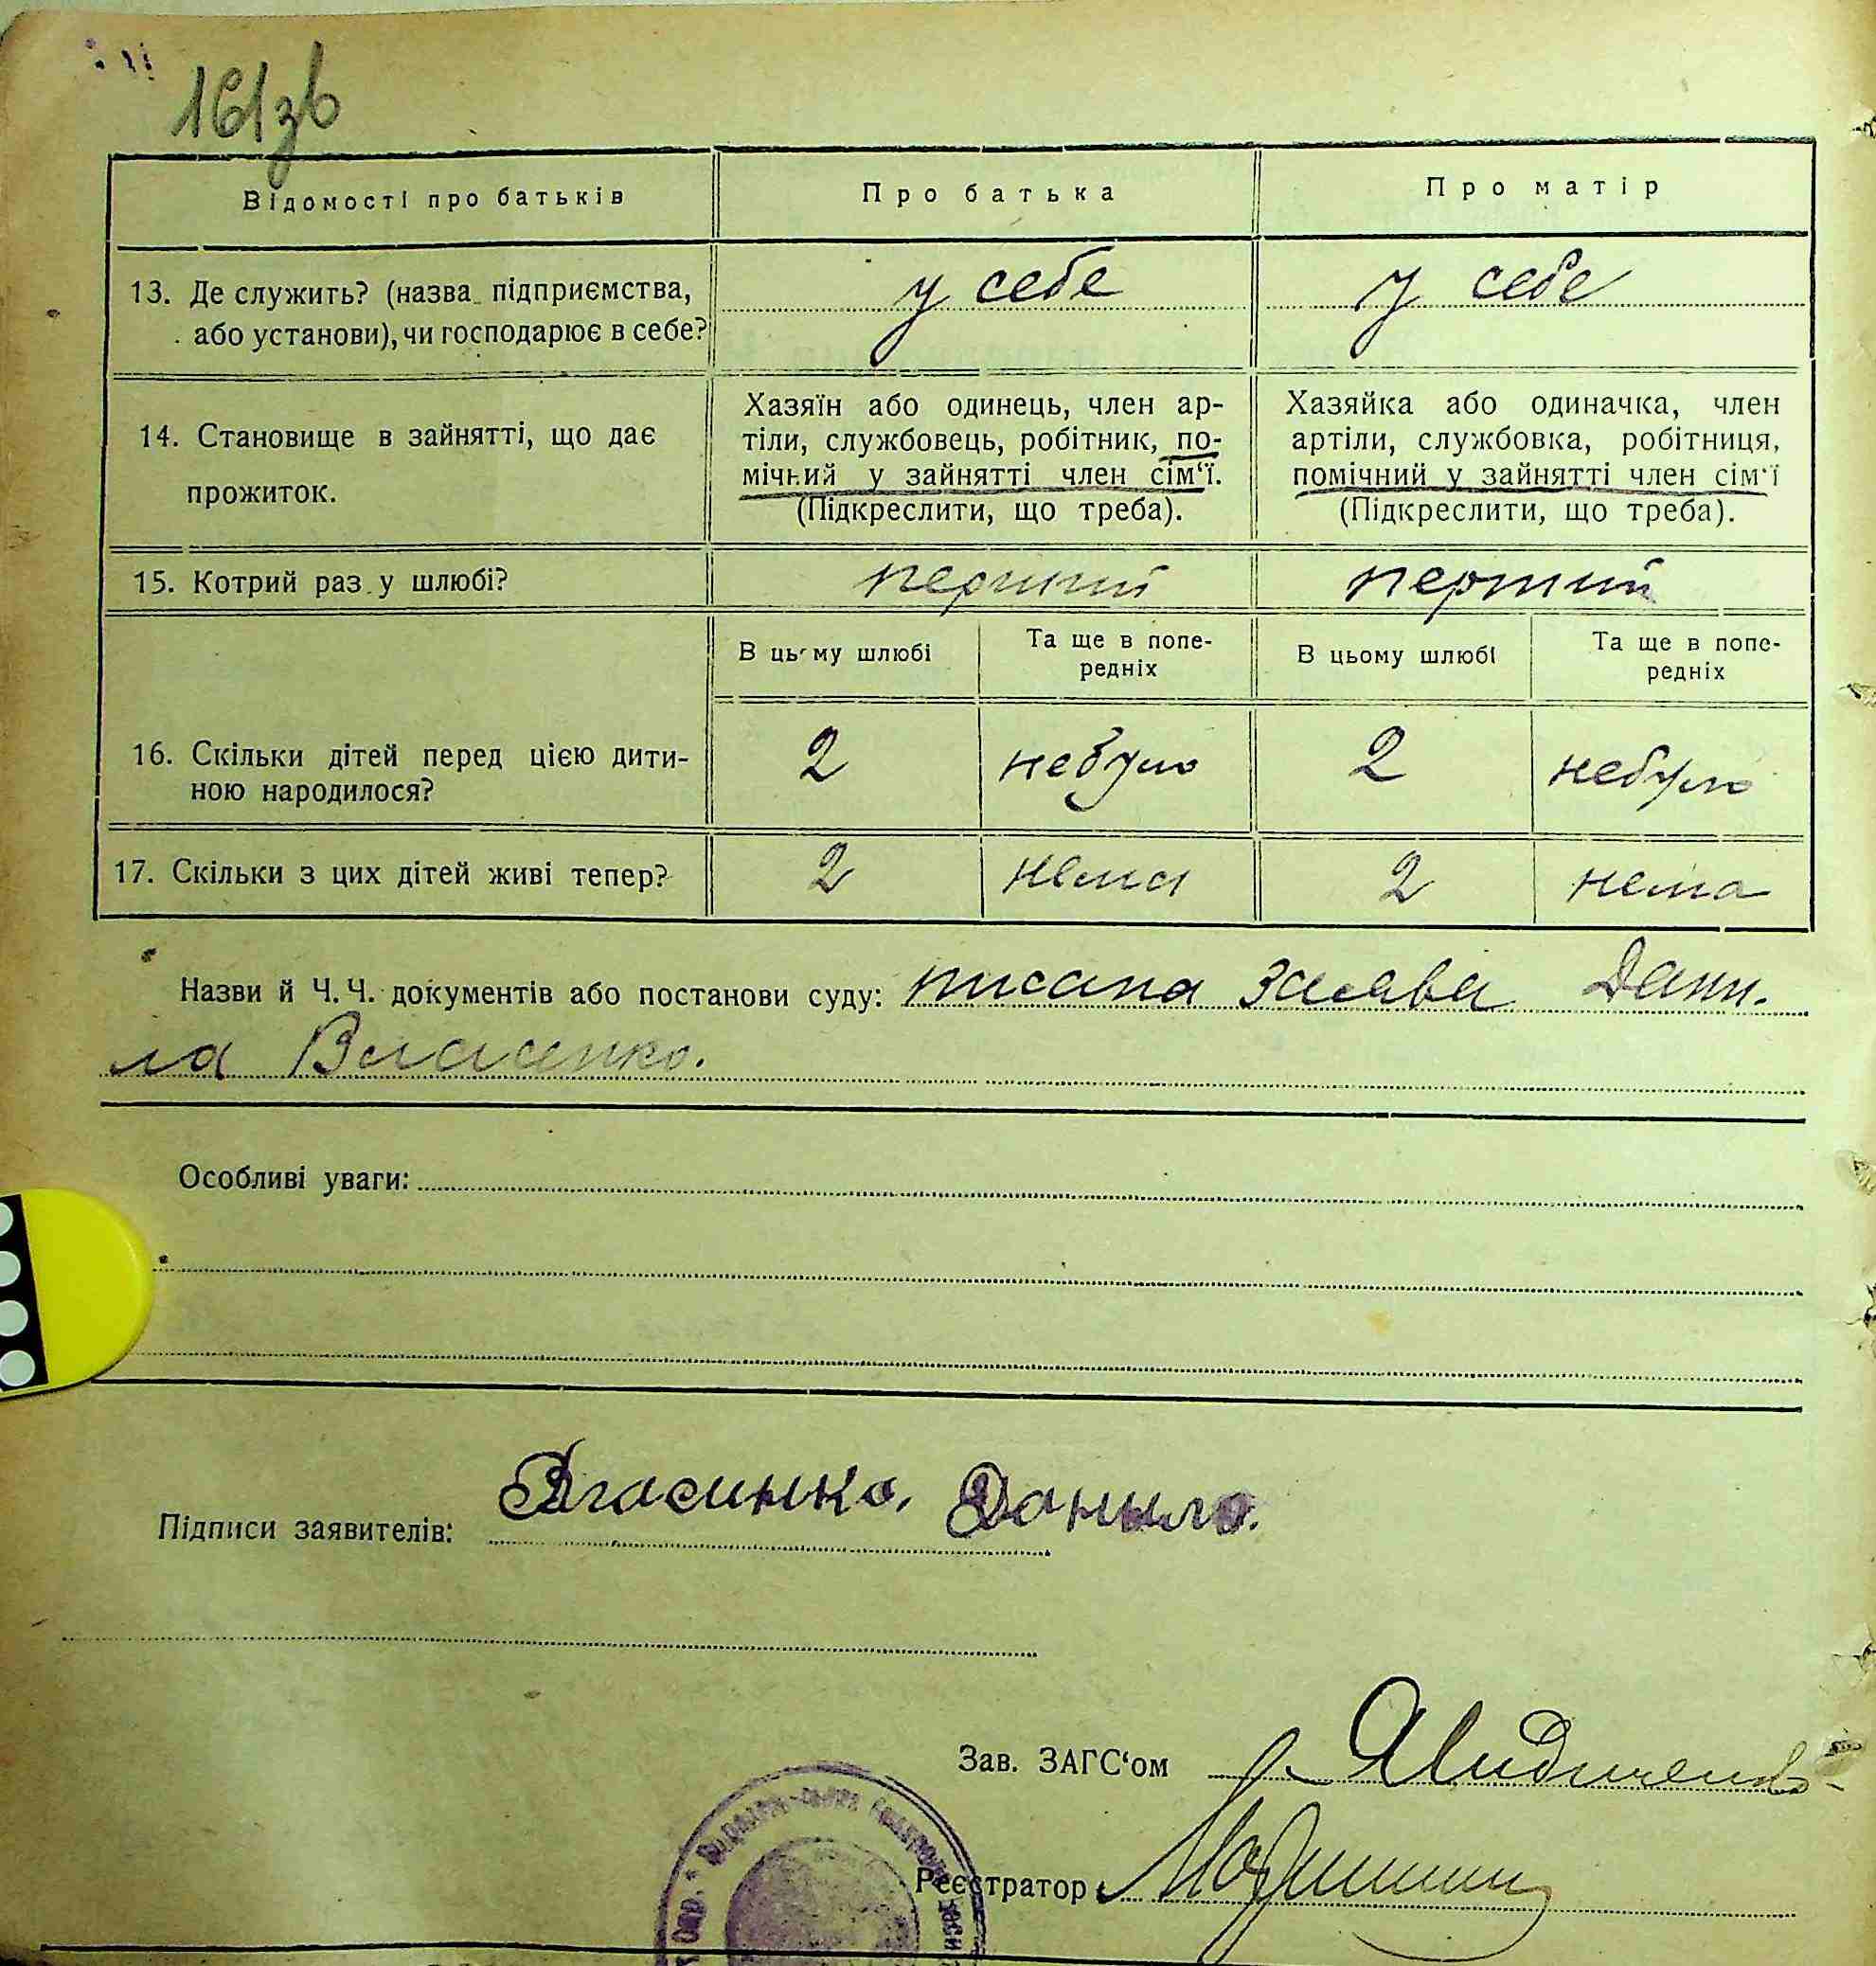 161зв
Відомості про батьків Про батька Про матір
13. Де служить? (назва підприємства, або установи), чи господарює в себе? у себе у себе
14. Становище в зайнятті, що дає прожиток.
Хазяїн або одинець, член ар-
тіли, службовець, робітник, по-
мічний у зайнятті член сім‘ї.
(Підкреслити, що треба).
Хазяйка або одиначка, член
артіли, службовка, робітниця,
помічний у зайнятті член сім‘ї
(Підкреслити, що треба).
15. Котрий раз у шлюбі? перший перший
В цьому шлюбі Та ще в попе-
редніх В цьому шлюбі Та ще в попе-
редніх
16. Скільки дітей перед цією дити-
ною народилося? 2 небуло 2 небуло
17. Скільки з цих дітей живі тепер? 2 нема 2 нема
Назви й Ч. Ч. документів або постанови суду: писана заява Дани-
ла Власенко.
Особливі уваги:
Підписи заявителів: Власинко. Даныло.
Зав. ЗАГС‘ом
Реєстратор